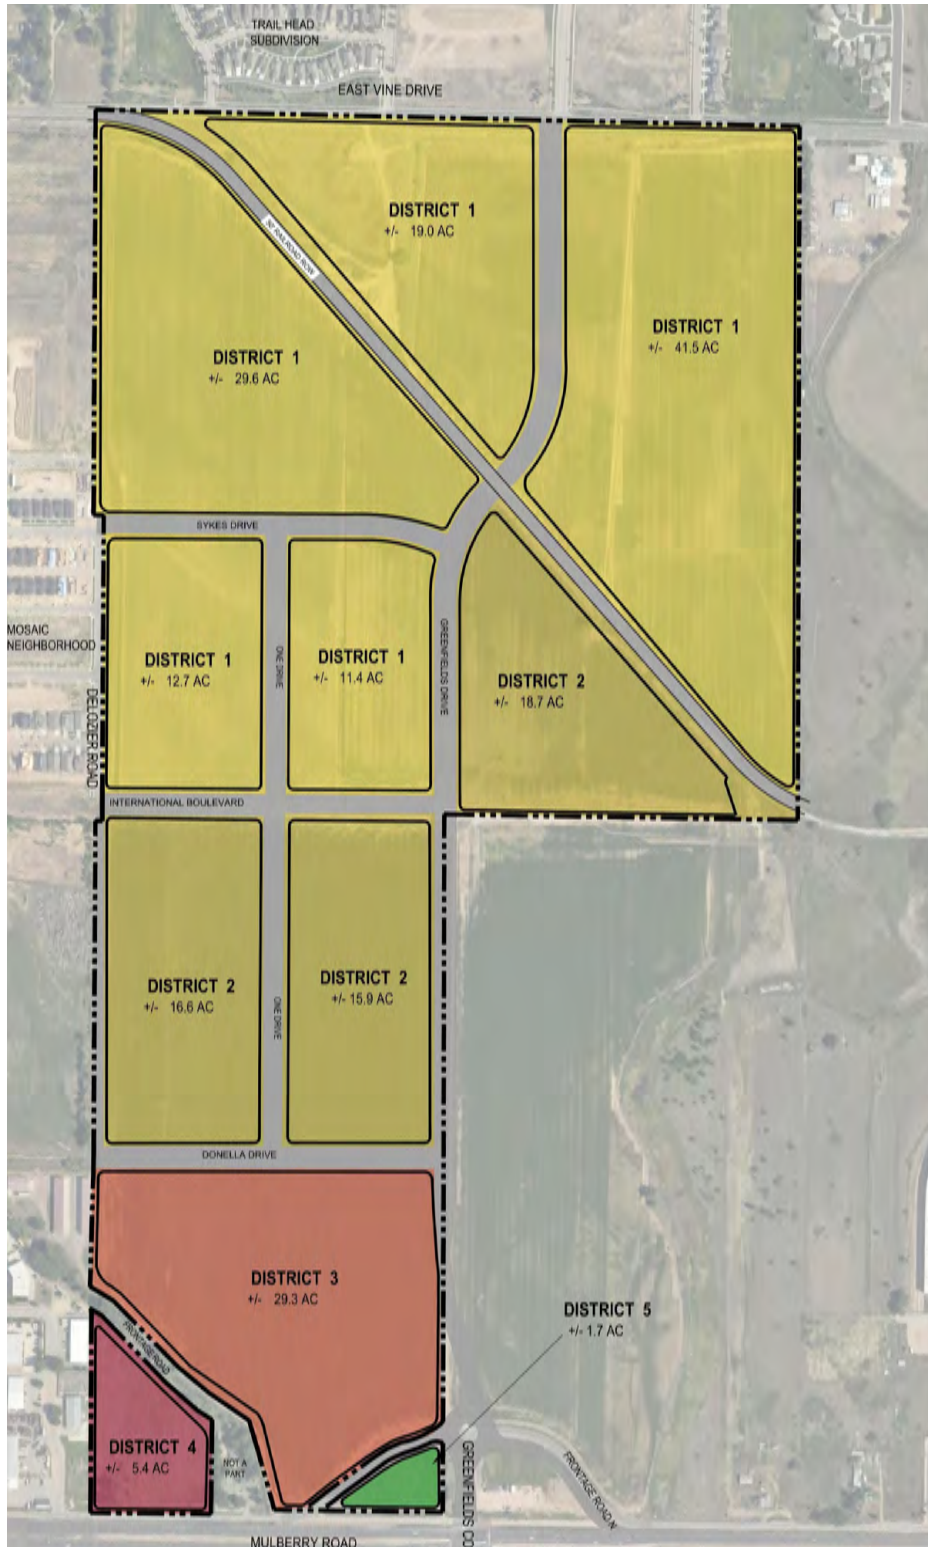 TRAIL HEAD
SUBDIVISION
EAST VINE DRIVE
DISTRICT 1
+/- 19.0 AC
50' RAILROAD ROW
DISTRICT 1
+/- 41.5 AC
DISTRICT 1
+/- 29.6 AC
SYKES DRIVE
MOSAIC
NEIGHBORHOOD
DISTRICT 1
+/- 12.7 AC
ONE DRIVE
DISTRICT 1
+/- 11.4 AC
GREENFIELDS DRIVE
DISTRICT 2
+/- 18.7 AC
DELOZIER ROAD
INTERNATIONAL BOULEVARD
DISTRICT 2
+/- 16.6 AC
ONE DRIVE
DISTRICT 2
+/- 15.9 AC
DONELLA DRIVE
DISTRICT 3
+/- 29.3 AC
DISTRICT 5
+/- 1.7 AC
FRONTAGE ROAD
DISTRICT 4
+/- 5.4 AC
NOT A
PART
GREENFIELDS CO
FRONTAGE ROAD N
MULBERRY ROAD